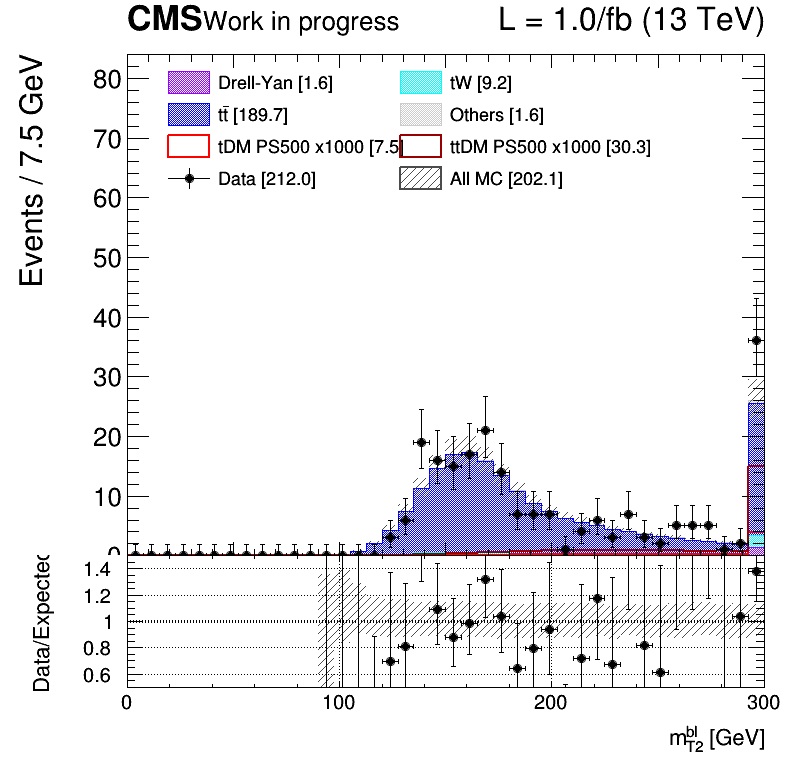 CMS Work in progress L = 1.0/fb (13 TeV)
Events / 7.5 GeV
80
70
60
50
40
30
20
10
0
Drell-Yan [1.6] tW [9.2]
tt̄ [189.7] Others [1.6]
tDM PS500 x1000 [7.5 ttDM PS500 x1000 [30.3]
Data [212.0] All MC [202.1]
Data/Expected
1.4
1.2
1
0.8
0.6
0 100 200 300
m_{T2}^{bl} [GeV]